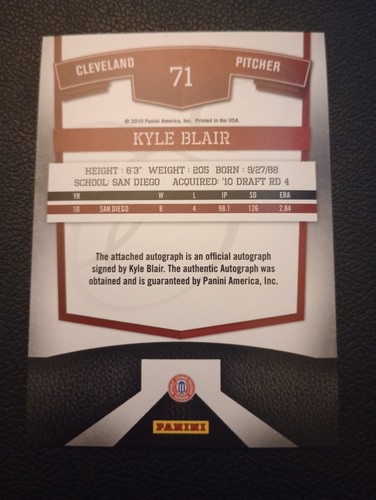 CLEVELAND 71 PITCHER
© 2010 Panini America, Inc. Printed in the USA.
KYLE BLAIR
HEIGHT : 6'3" WEIGHT : 205 BORN : 9/27/88
SCHOOL: SAN DIEGO ACQUIRED: '10 DRAFT RD 4
YR W L IP SO ERA
10 SAN DIEGO 8 4 98.1 126 2.84
The attached autograph is an official autograph
signed by Kyle Blair. The authentic Autograph was
obtained and is guaranteed by Panini America, Inc.
PANINI